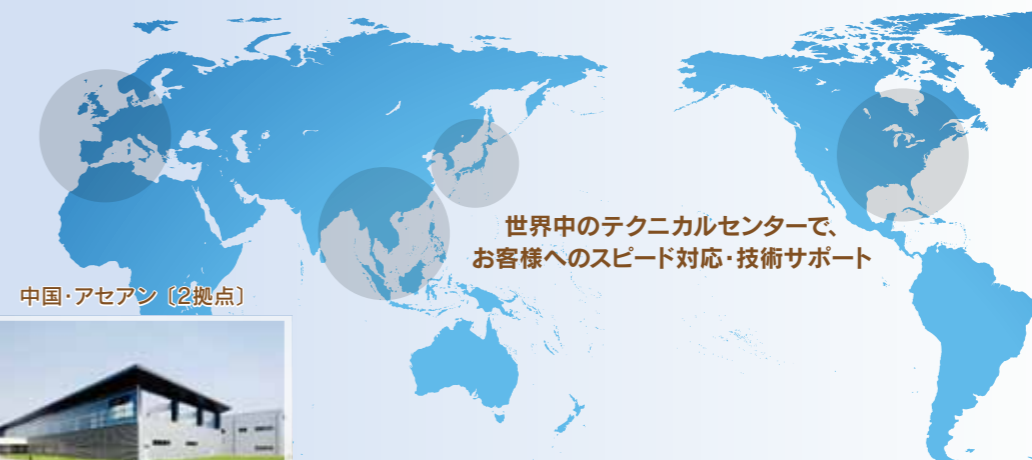 世界中のテクニカルセンターで、
お客様へのスピード対応・技術サポート
中国・アセアン〔2拠点〕